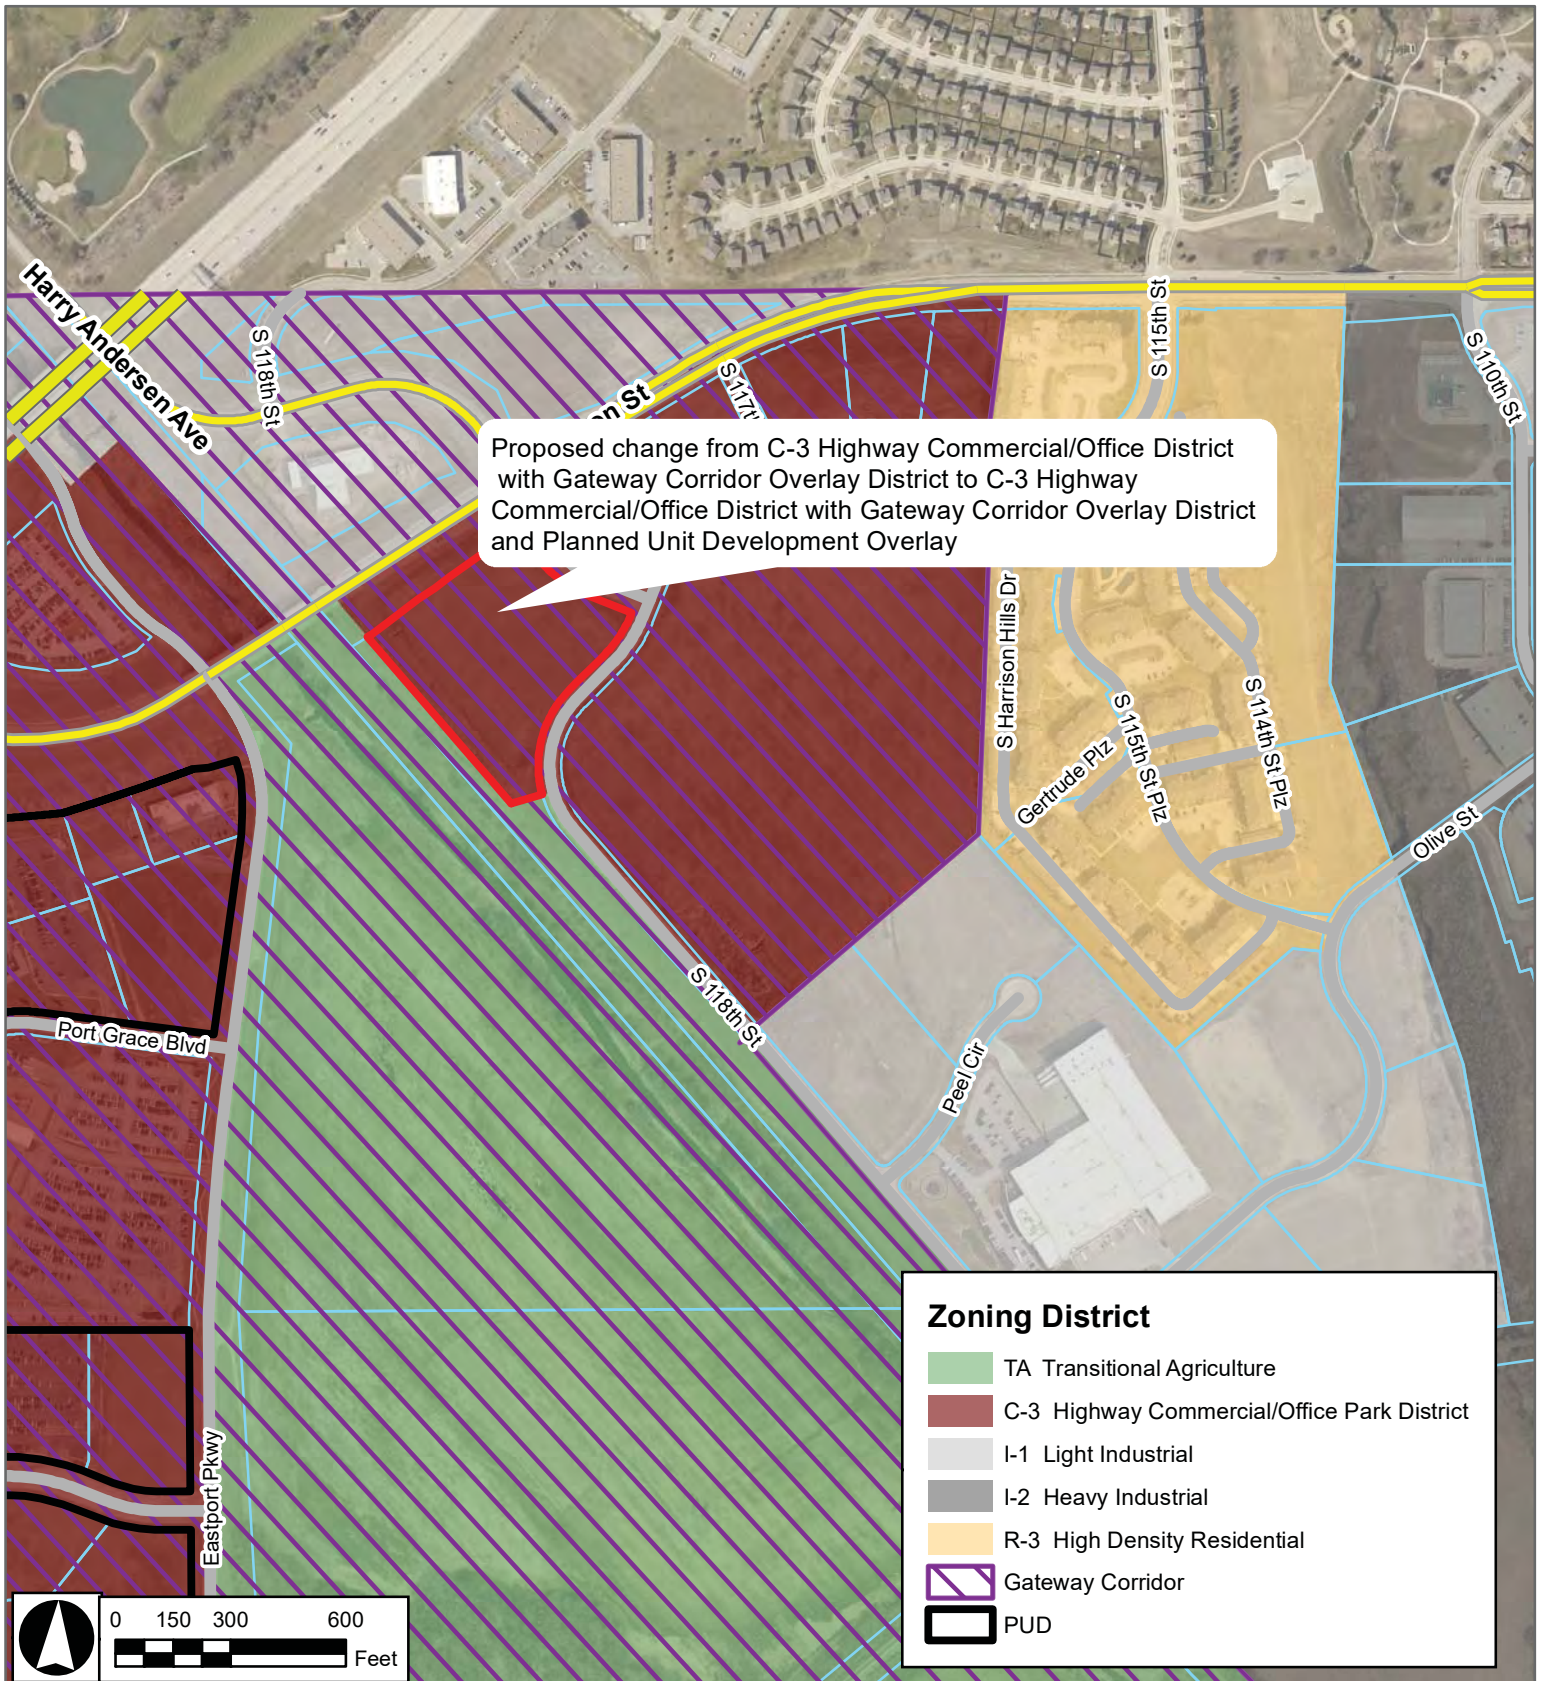 Harry Andersen Ave
S 118th St
S 115th St
S 110th St
on St
S 117t
Proposed change from C-3 Highway Commercial/Office District
with Gateway Corridor Overlay District to C-3 Highway
Commercial/Office District with Gateway Corridor Overlay District
and Planned Unit Development Overlay
S Harrison Hills Dr
S 115th St Plz
S 114th St Plz
Gertrude Plz
Olive St
S 118th St
Port Grace Blvd
Peel Cir
Eastport Pkwy
Zoning District
TA Transitional Agriculture
C-3 Highway Commercial/Office Park District
I-1 Light Industrial
I-2 Heavy Industrial
R-3 High Density Residential
Gateway Corridor
PUD
0 150 300 600
Feet